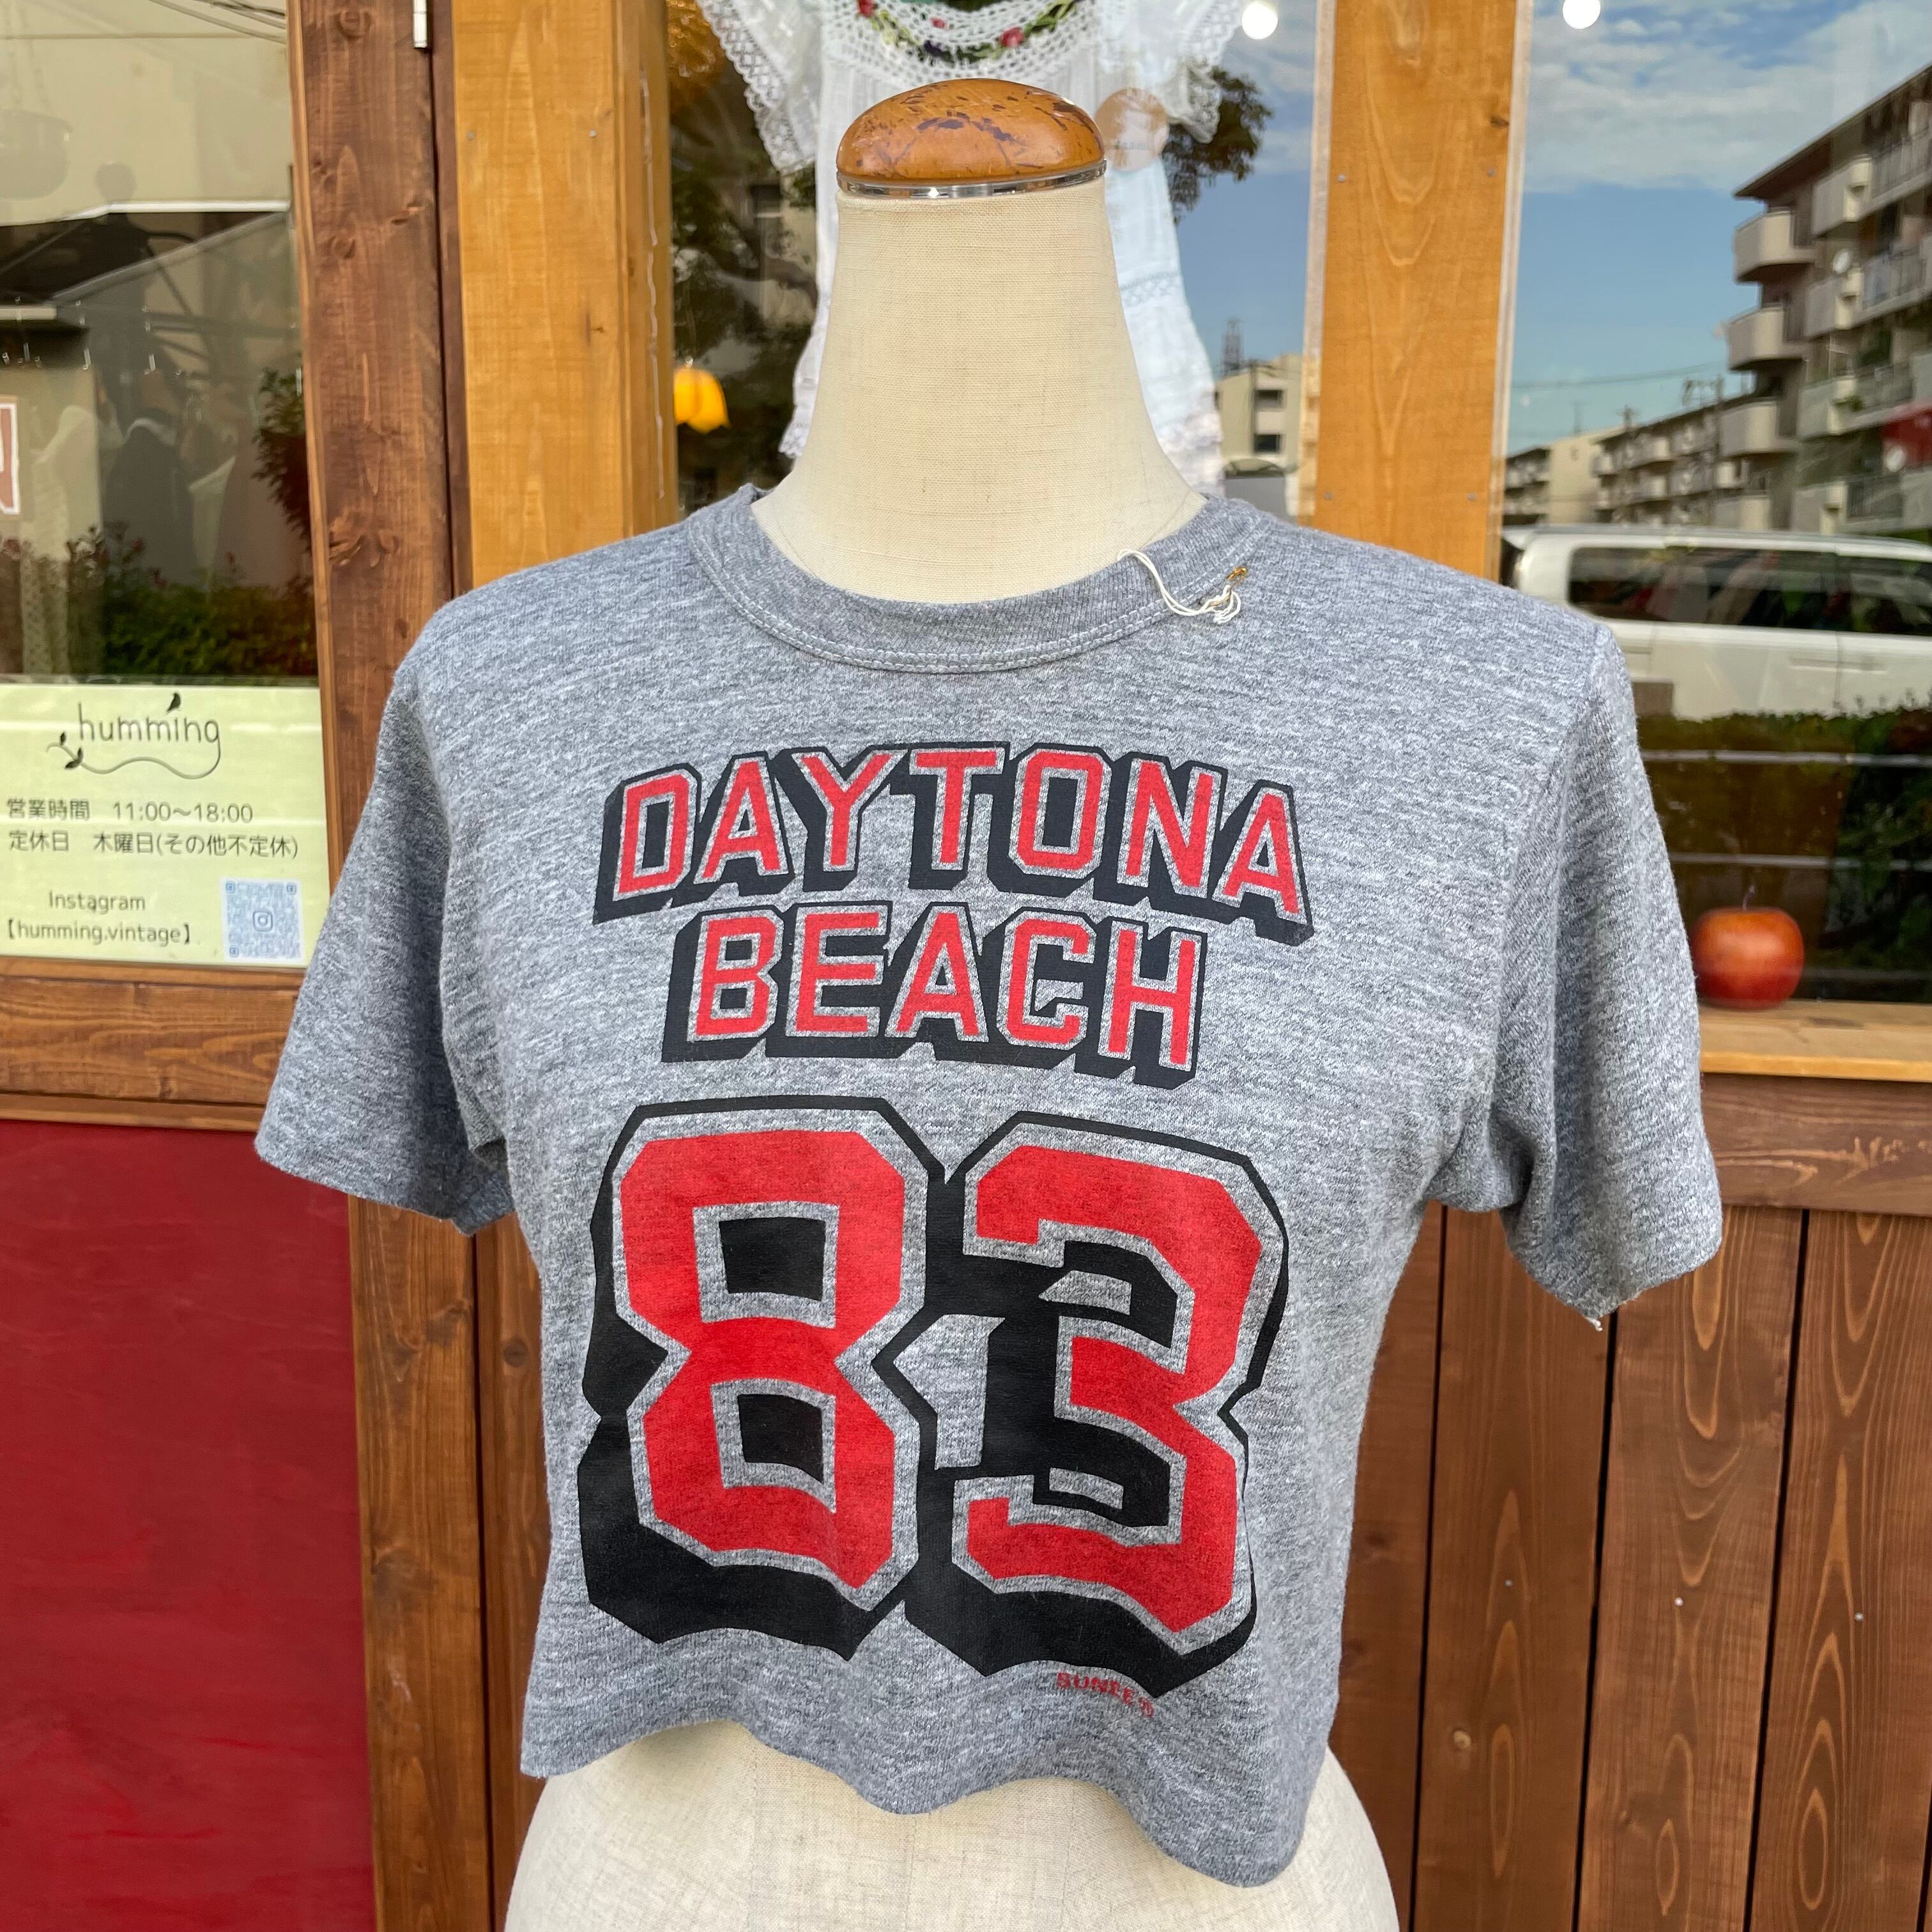 humming
営業時間 11:00〜18:00
定休日 木曜日(その他不定休)
Instagram
【humming.vintage】
DAYTONA
BEACH
83